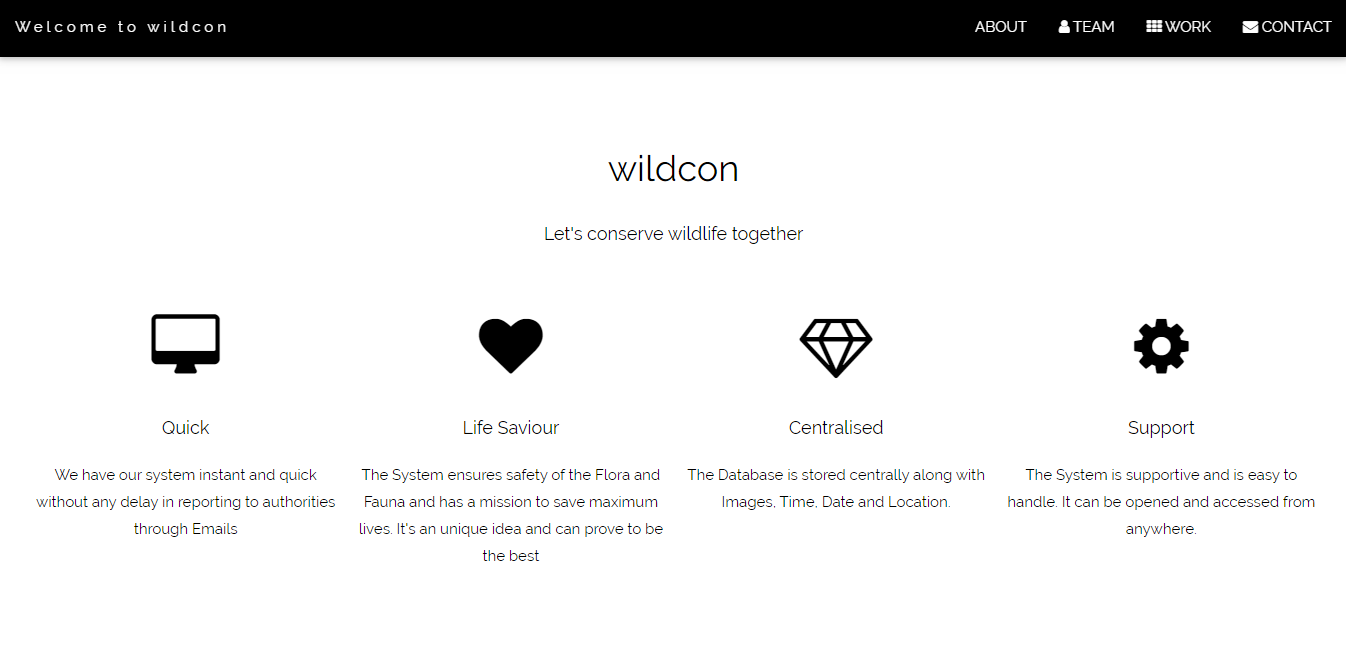 Welcome to wildcon
ABOUT TEAM WORK CONTACT
wildcon
Let's conserve wildlife together
Quick
We have our system instant and quick
without any delay in reporting to authorities
through Emails
Life Saviour
The System ensures safety of the Flora and
Fauna and has a mission to save maximum
lives. It's an unique idea and can prove to be
the best
Centralised
The Database is stored centrally along with
Images, Time, Date and Location.
Support
The System is supportive and is easy to
handle. It can be opened and accessed from
anywhere.